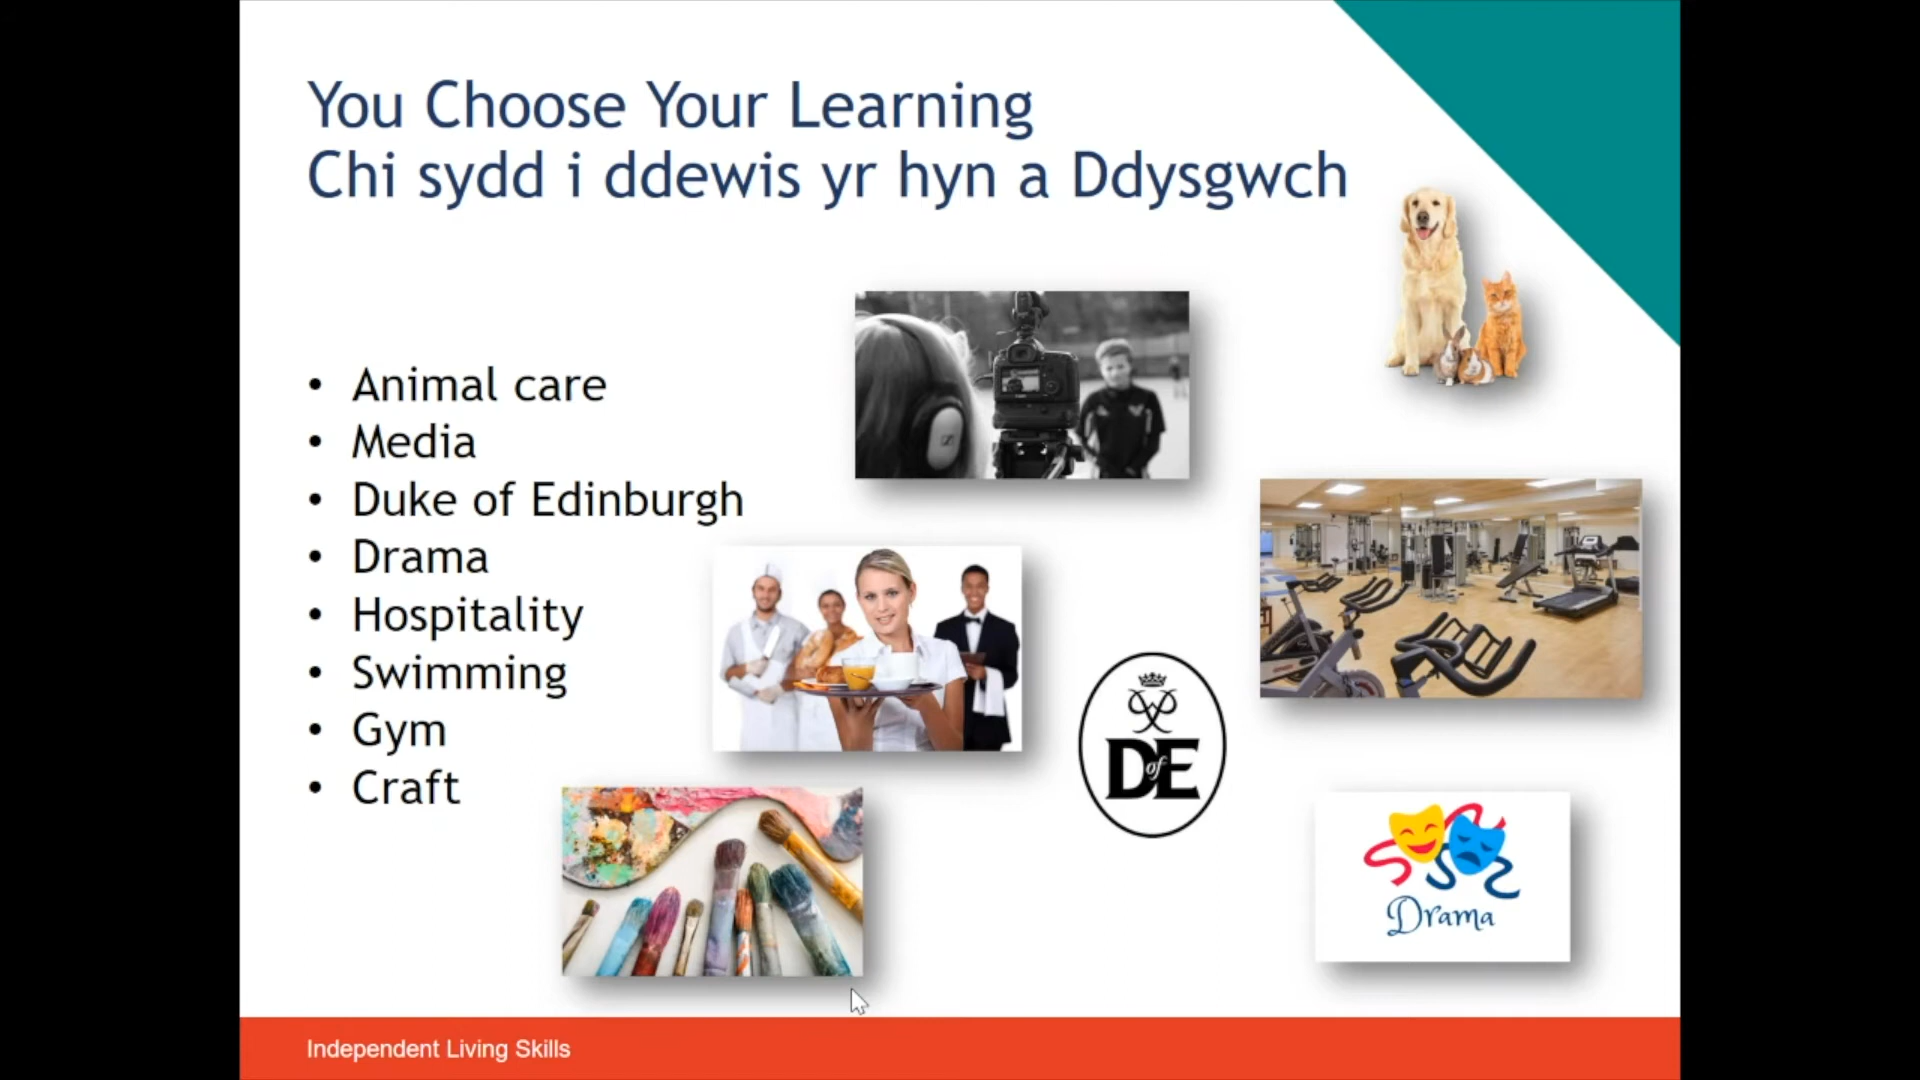 You Choose Your Learning
Chi sydd i ddewis yr hyn a Ddysgwch
• Animal care
• Media
• Duke of Edinburgh
• Drama
• Hospitality
• Swimming
• Gym
• Craft
DofE
Drama
Independent Living Skills